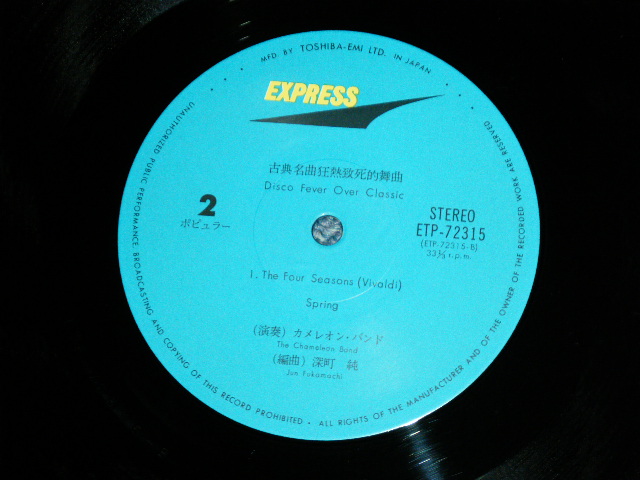 MFD. BY TOSHIBA-EMI LTD. IN JAPAN
EXPRESS
古典名曲狂熱致死的舞曲
Disco Fever Over Classic
2
ポピュラー
STEREO
ETP-72315
(ETP-72315-B)
33⅓ r.p.m.
1. The Four Seasons (Vivaldi)
Spring
(演奏) カメレオン・バンド
The Chameleon Band
(編曲) 深町 純
Jun Fukamachi
UNAUTHORIZED PUBLIC PERFORMANCE, BROADCASTING AND COPYING OF THIS RECORD PROHIBITED • ALL RIGHTS OF THE MANUFACTURER AND OF THE OWNER OF THE RECORDED WORK ARE RESERVED